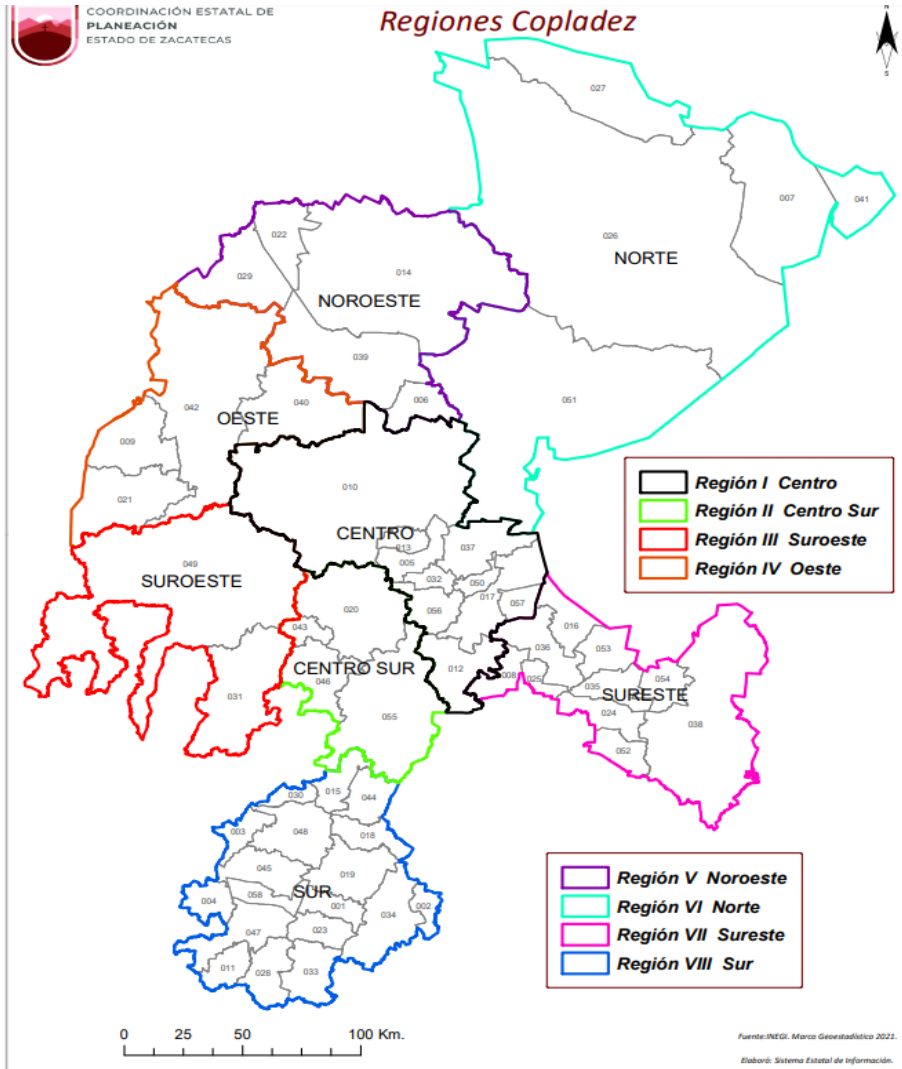 COORDINACIÓN ESTATAL DE
PLANEACIÓN
ESTADO DE ZACATECAS
Regiones Copladez
N
S
027
007
041
026
NORTE
022
014
029
NOROESTE
039
006
051
040
042
OESTE
009
021
010
CENTRO
013
037
005
032
050
017
057
056
012
049
SUROESTE
031
020
043
CENTRO SUR
046
055
016
036
053
008
025
035
SURESTE
054
024
038
052
Región I Centro
Región II Centro Sur
Región III Suroeste
Región IV Oeste
030
015
044
003
048
018
045
019
SUR
004
058
001
034
002
047
023
011
028
033
Región V Noroeste
Región VI Norte
Región VII Sureste
Región VIII Sur
0 25 50 100 Km.
Fuente:INEGI. Marco Geoestadístico 2021.
Elaboró: Sistema Estatal de Información.